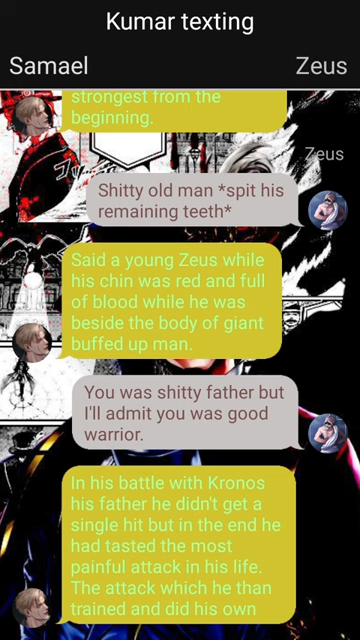 Kumar texting
Samael Zeus
strongest from the
beginning.
Zeus
Shitty old man *spit his
remaining teeth*
Said a young Zeus while
his chin was red and full
of blood while he was
beside the body of giant
buffed up man.
You was shitty father but
I'll admit you was good
warrior.
In his battle with Kronos
his father he didn't get a
single hit but in the end he
had tasted the most
painful attack in his life.
The attack which he than
trained and did his own